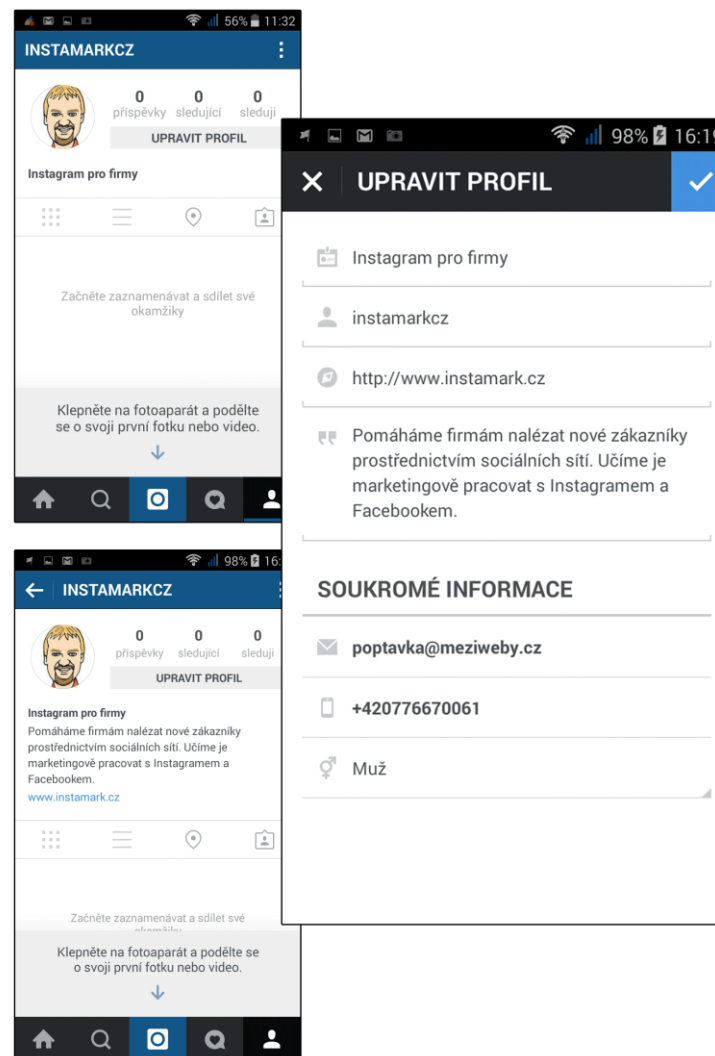 56% 11:32
INSTAMARKCZ
0 0 0
příspěvky sledující sleduji
UPRAVIT PROFIL
Instagram pro firmy
Začněte zaznamenávat a sdílet své
okamžiky
Klepněte na fotoaparát a podělte
se o svoji první fotku nebo video.
98% 16:19
UPRAVIT PROFIL
Instagram pro firmy
instamarkcz
http://www.instamark.cz
Pomáháme firmám nalézat nové zákazníky
prostřednictvím sociálních sítí. Učíme je
marketingově pracovat s Instagramem a
Facebookem.
SOUKROMÉ INFORMACE
poptavka@meziweby.cz
+420776670061
Muž
98% 16:
INSTAMARKCZ
0 0 0
příspěvky sledující sleduji
UPRAVIT PROFIL
Instagram pro firmy
Pomáháme firmám nalézat nové zákazníky
prostřednictvím sociálních sítí. Učíme je
marketingově pracovat s Instagramem a
Facebookem.
www.instamark.cz
Začněte zaznamenávat a sdílet své
okamžiky
Klepněte na fotoaparát a podělte se
o svoji první fotku nebo video.